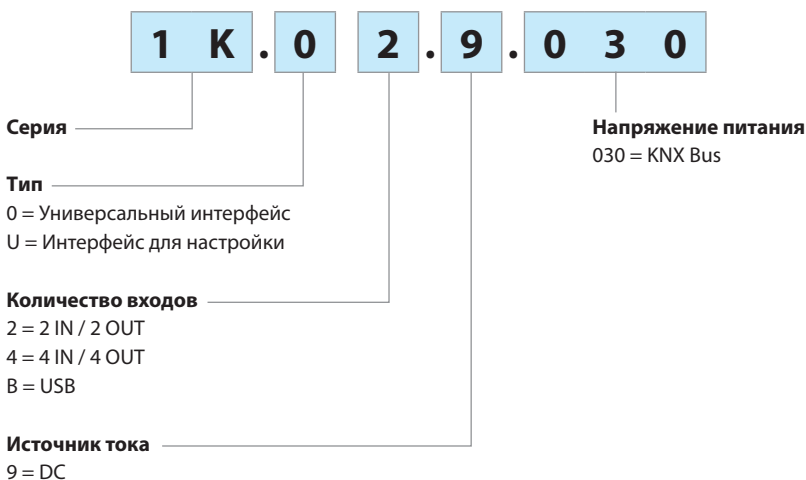 1 K . 0 2 . 9 . 0 3 0
Серия
Напряжение питания
030 = KNX Bus
Тип
0 = Универсальный интерфейс
U = Интерфейс для настройки
Количество входов
2 = 2 IN / 2 OUT
4 = 4 IN / 4 OUT
B = USB
Источник тока
9 = DC